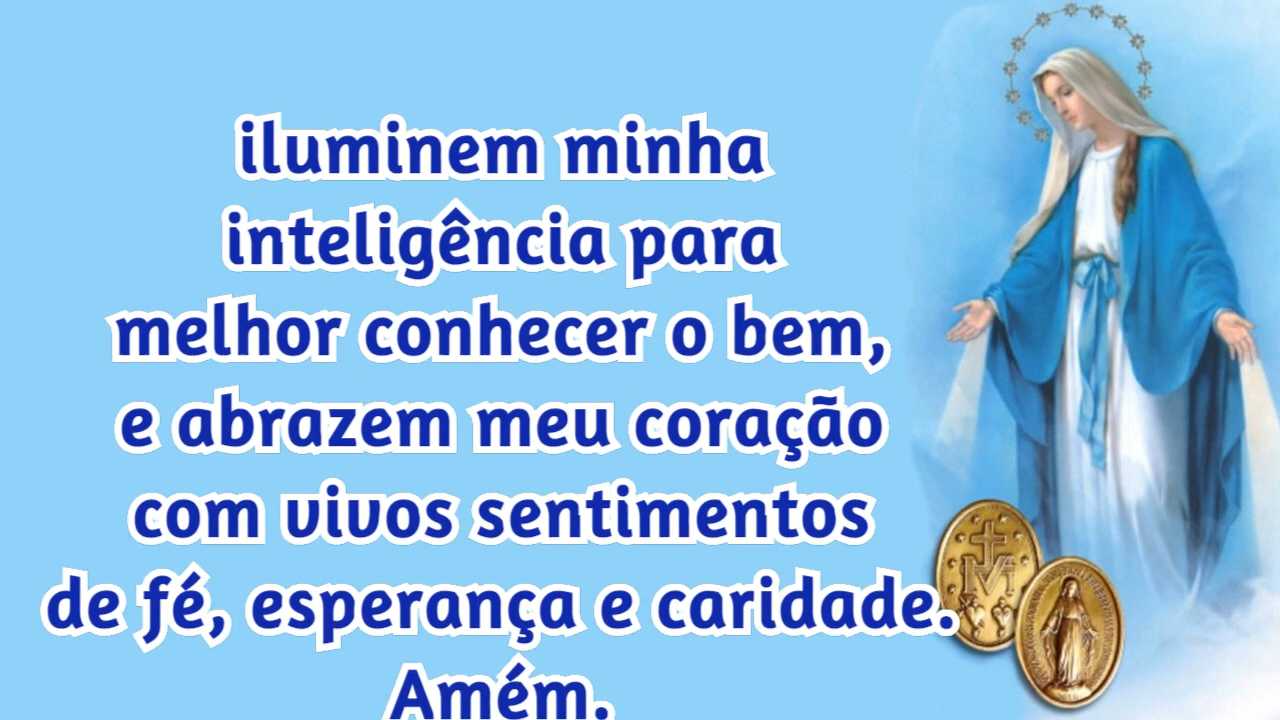 iluminem minha
inteligência para
melhor conhecer o bem,
e abrazem meu coração
com vivos sentimentos
de fé, esperança e caridade.
Amém.